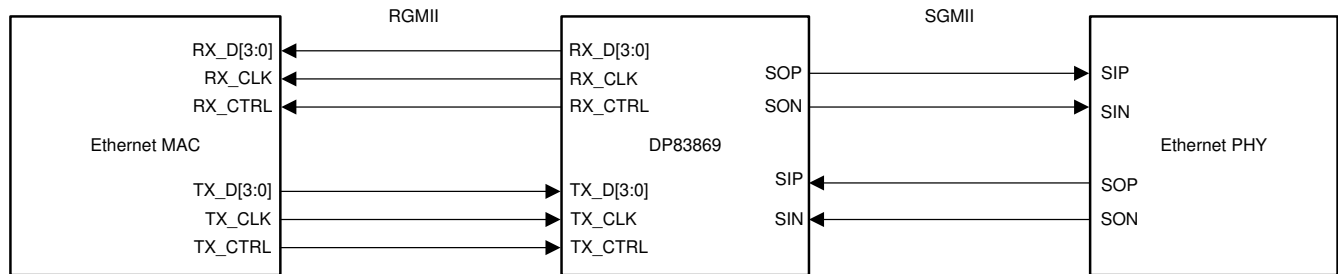 RGMII
SGMII
RX_D[3:0]
RX_CLK
RX_CTRL
Ethernet MAC
TX_D[3:0]
TX_CLK
TX_CTRL
RX_D[3:0]
RX_CLK
RX_CTRL
SOP
SON
DP83869
SIP
SIN
TX_D[3:0]
TX_CLK
TX_CTRL
SIP
SIN
Ethernet PHY
SOP
SON